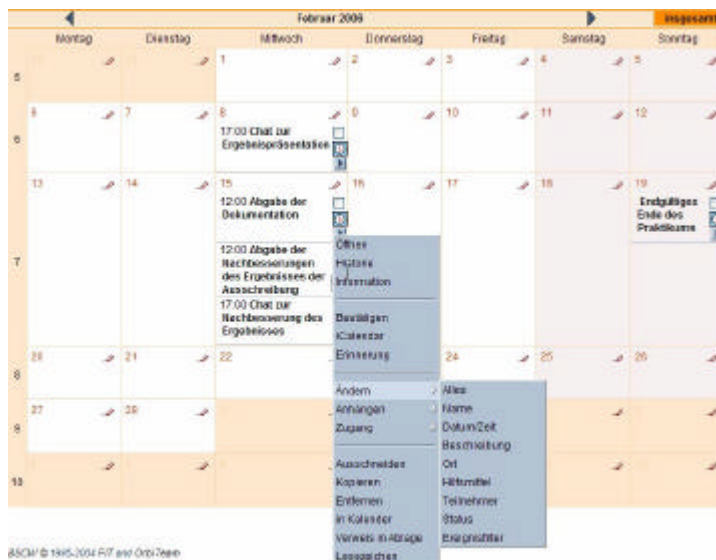 Februar 2006
insgesamt
Montag Dienstag Mittwoch Donnerstag Freitag Samstag Sonntag
5 1 2 3 4 5
6 6 7 8 9 10 11 12
17:00 Chat zur
Ergebnispräsentation
7 13 14 15 16 17 18 19
12:00 Abgabe der
Dokumentation
12:00 Abgabe der
Nachbesserungen
des Ergebnisses der
Ausschreibung
17:00 Chat zur
Nachbesserung des
Ergebnisses
Endgültiges
Ende des
Praktikums
8 20 21 22 24 25 26
9 27 28
10
Öffnen
Historie
Information
Bestätigen
iCalendar
Erinnerung
Ändern
Anhängen
Zugang
Ausschneiden
Kopieren
Entfernen
in Kalender
Verweis in Ablage
Lesezeichen
Alles
Name
Datum/Zeit
Beschreibung
Ort
Hilfsmittel
Teilnehmer
Status
Ereignisfilter
BSCW © 1995-2004 FIT and OrbiTeam